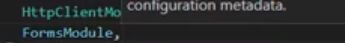 configuration metadata.
HttpClientMo
FormsModule,